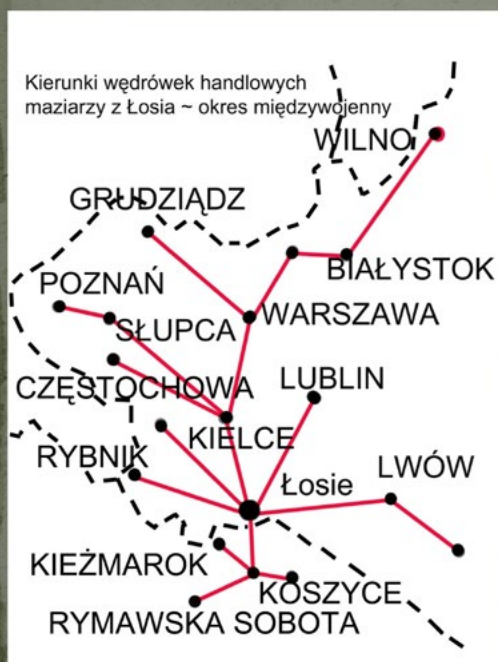 Kierunki wędrówek handlowych
maziarzy z Łosia ~ okres międzywojenny
WILNO
GRUDZIĄDZ
BIAŁYSTOK
POZNAŃ
SŁUPCA
WARSZAWA
LUBLIN
CZĘSTOCHOWA
KIELCE
RYBNIK
LWÓW
Łosie
KIEŻMAROK
KOSZYCE
RYMAWSKA SOBOTA